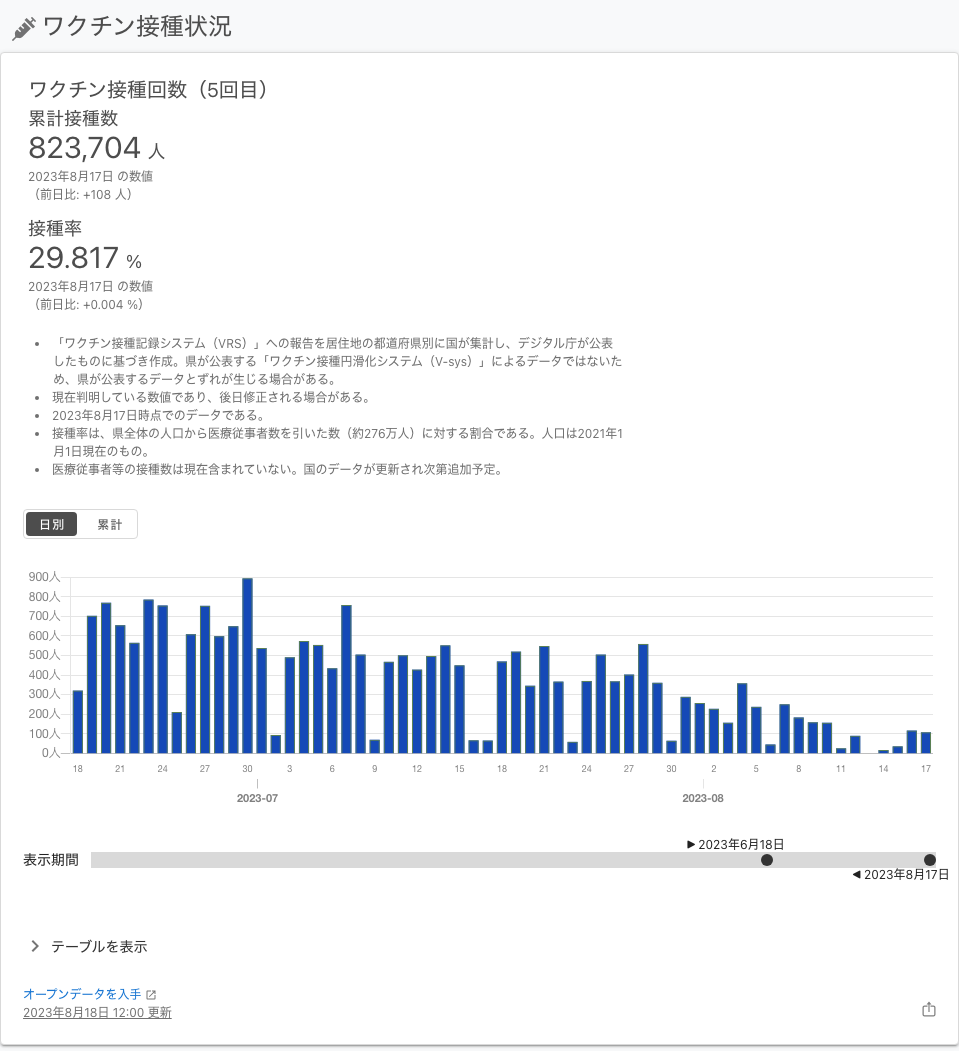 ワクチン接種状況
ワクチン接種回数（5回目）
累計接種数
823,704 人
2023年8月17日 の数値
（前日比: +108 人）
接種率
29.817 %
2023年8月17日 の数値
（前日比: +0.004 %）
• 「ワクチン接種記録システム（VRS）」への報告を居住地の都道府県別に国が集計し、デジタル庁が公表
したものに基づき作成。県が公表する「ワクチン接種円滑化システム（V-sys）」によるデータではないた
め、県が公表するデータとずれが生じる場合がある。
• 現在判明している数値であり、後日修正される場合がある。
• 2023年8月17日時点でのデータである。
• 接種率は、県全体の人口から医療従事者数を引いた数（約276万人）に対する割合である。人口は2021年1
月1日現在のもの。
• 医療従事者等の接種数は現在含まれていない。国のデータが更新され次第追加予定。
日別 累計
900人
800人
700人
600人
500人
400人
300人
200人
100人
0人
18 21 24 27 30 3 6 9 12 15 18 21 24 27 30 2 5 8 11 14 17
2023-07 2023-08
▶ 2023年6月18日
表示期間
◀ 2023年8月17日
テーブルを表示
オープンデータを入手
2023年8月18日 12:00 更新